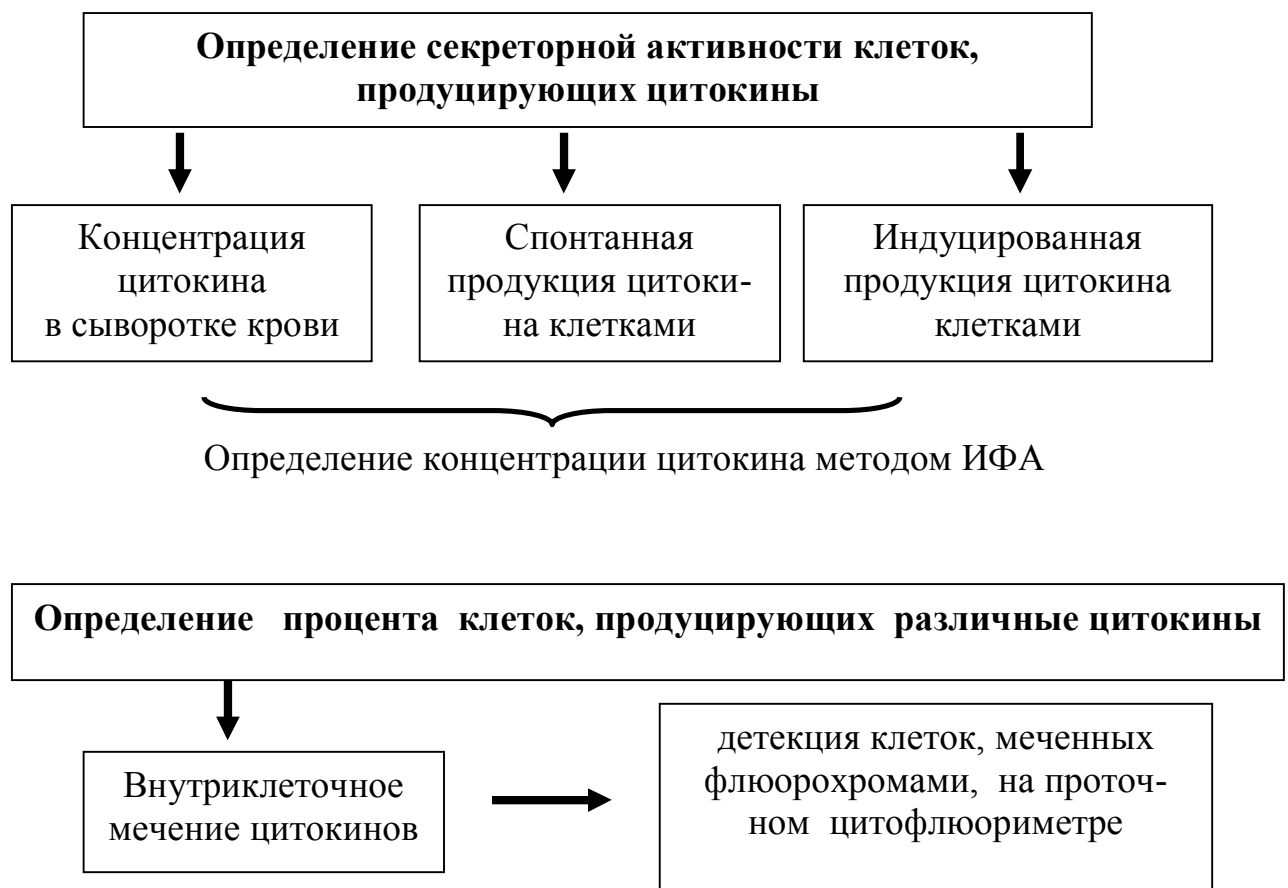 Определение секреторной активности клеток,
продуцирующих цитокины
Концентрация
цитокина
в сыворотке крови
Спонтанная
продукция цитоки-
на клетками
Индуцированная
продукция цитокина
клетками
Определение концентрации цитокина методом ИФА
Определение процента клеток, продуцирующих различные цитокины
Внутриклеточное
мечение цитокинов
детекция клеток, меченных
флюорохромами, на проточ-
ном цитофлюориметре